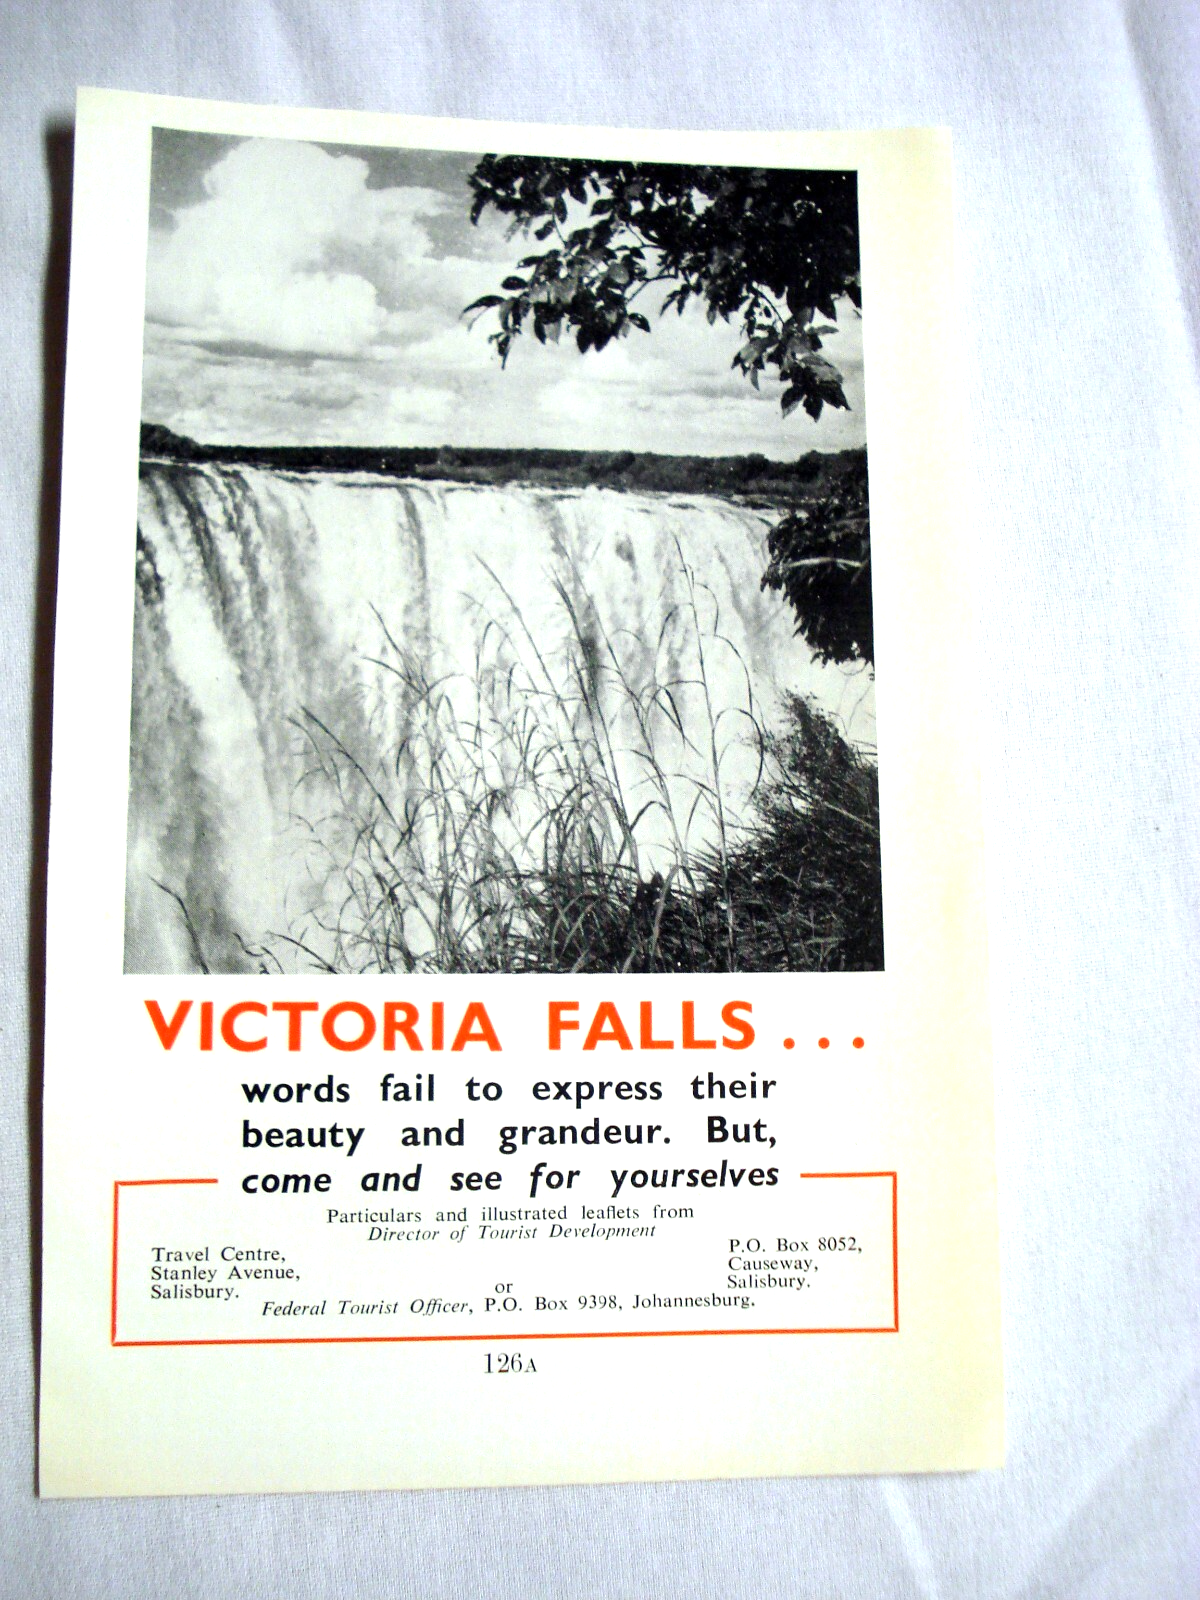 VICTORIA FALLS . . .
words fail to express their
beauty and grandeur. But,
come and see for yourselves
Particulars and illustrated leaflets from
Director of Tourist Development
Travel Centre,
Stanley Avenue,
Salisbury.
P.O. Box 8052,
Causeway,
Salisbury.
or
Federal Tourist Officer, P.O. Box 9398, Johannesburg.
126A